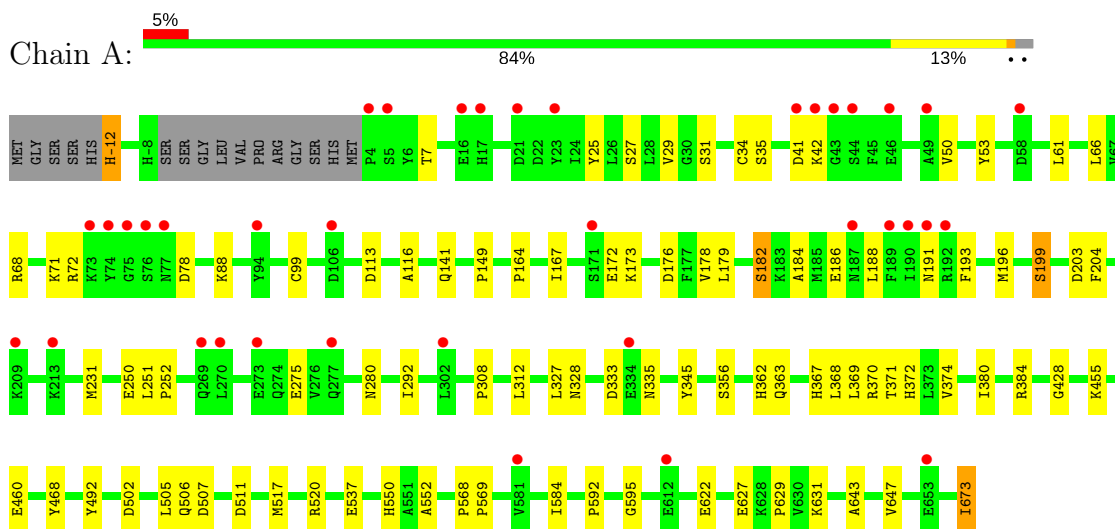 5%
Chain A:
84% 13% • •
MET GLY SER SER HIS H-12 H-8 SER SER GLY LEU VAL PRO ARG GLY SER HIS MET P4 S5 Y6 T7 E16 H17 D21 D22 Y23 I24 Y25 L26 S27 L28 V29 G30 S31 C34 S35 D41 K42 G43 S44 F45 E46 A49 V50 Y53 D58 L61 L66 V67
R68 K71 R72 K73 Y74 G75 S76 N77 D78 K88 Y94 C99 D106 D113 A116 Q141 P149 P164 I167 S171 E172 K173 D176 F177 V178 L179 S182 K183 A184 M185 E186 N187 L188 F189 I190 N191 R192 F193 M196 S199 D203 F204
K209 K213 M231 E250 L251 P252 Q269 L270 E273 Q274 E275 V276 Q277 N280 I292 L302 P308 L312 L327 N328 D333 E334 N335 Y345 S356 H362 Q363 H367 L368 L369 R370 T371 H372 L373 V374 I380 R384 G428 K455
E460 Y468 Y492 D502 L505 Q506 D507 D511 M517 R520 E537 H550 A551 A552 P568 P569 V581 I584 P592 G595 E612 E622 E627 K628 P629 V630 K631 A643 V647 E653 I673